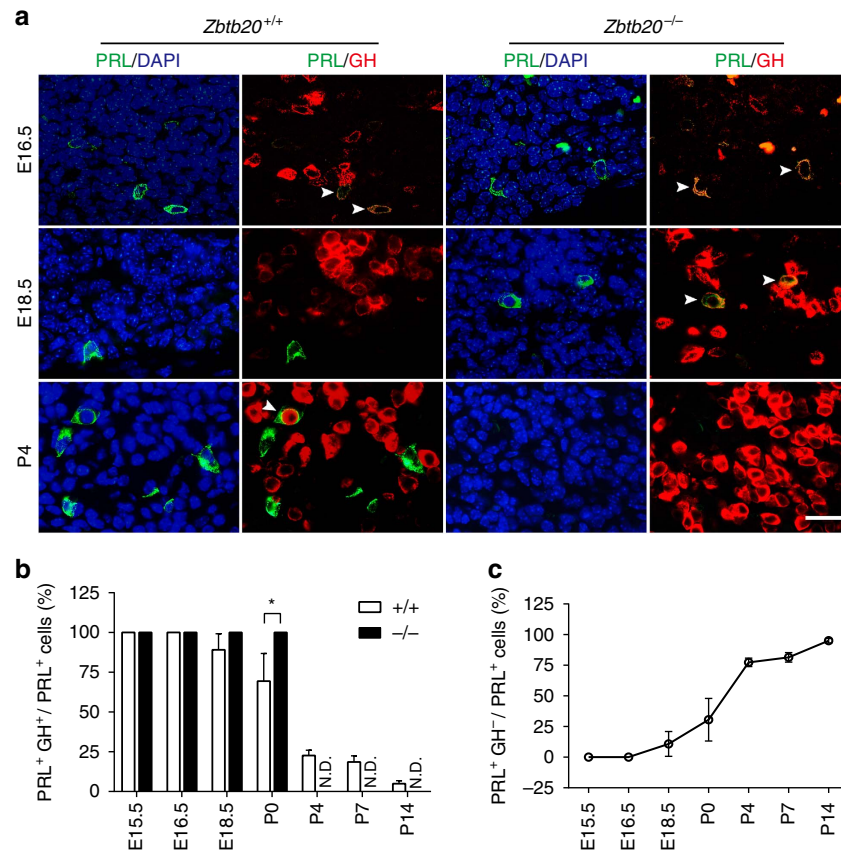 a
Zbtb20+/+ Zbtb20−/−
PRL/DAPI PRL/GH PRL/DAPI PRL/GH
E16.5
E18.5
P4
b
PRL+ GH+/ PRL+ cells (%)
125
100
75
50
25
0
*
+/+
−/−
N.D.
N.D.
N.D.
E15.5 E16.5 E18.5 P0 P4 P7 P14
c
PRL+ GH−/ PRL+ cells (%)
125
100
75
50
25
0
−25
E15.5 E16.5 E18.5 P0 P4 P7 P14